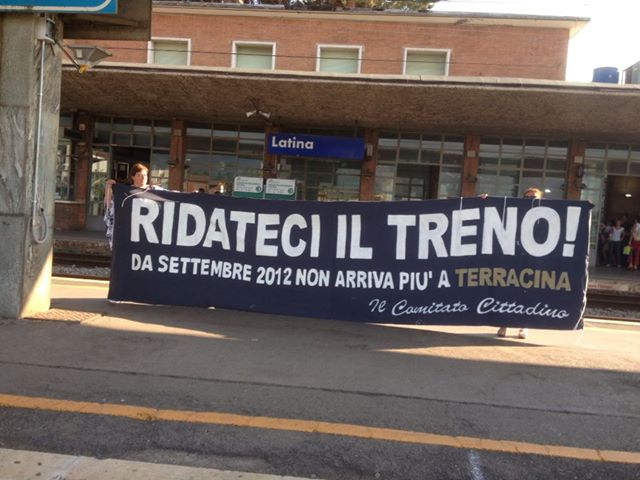 Latina
RIDATECI IL TRENO!
DA SETTEMBRE 2012 NON ARRIVA PIU' A TERRACINA
Il Comitato Cittadino